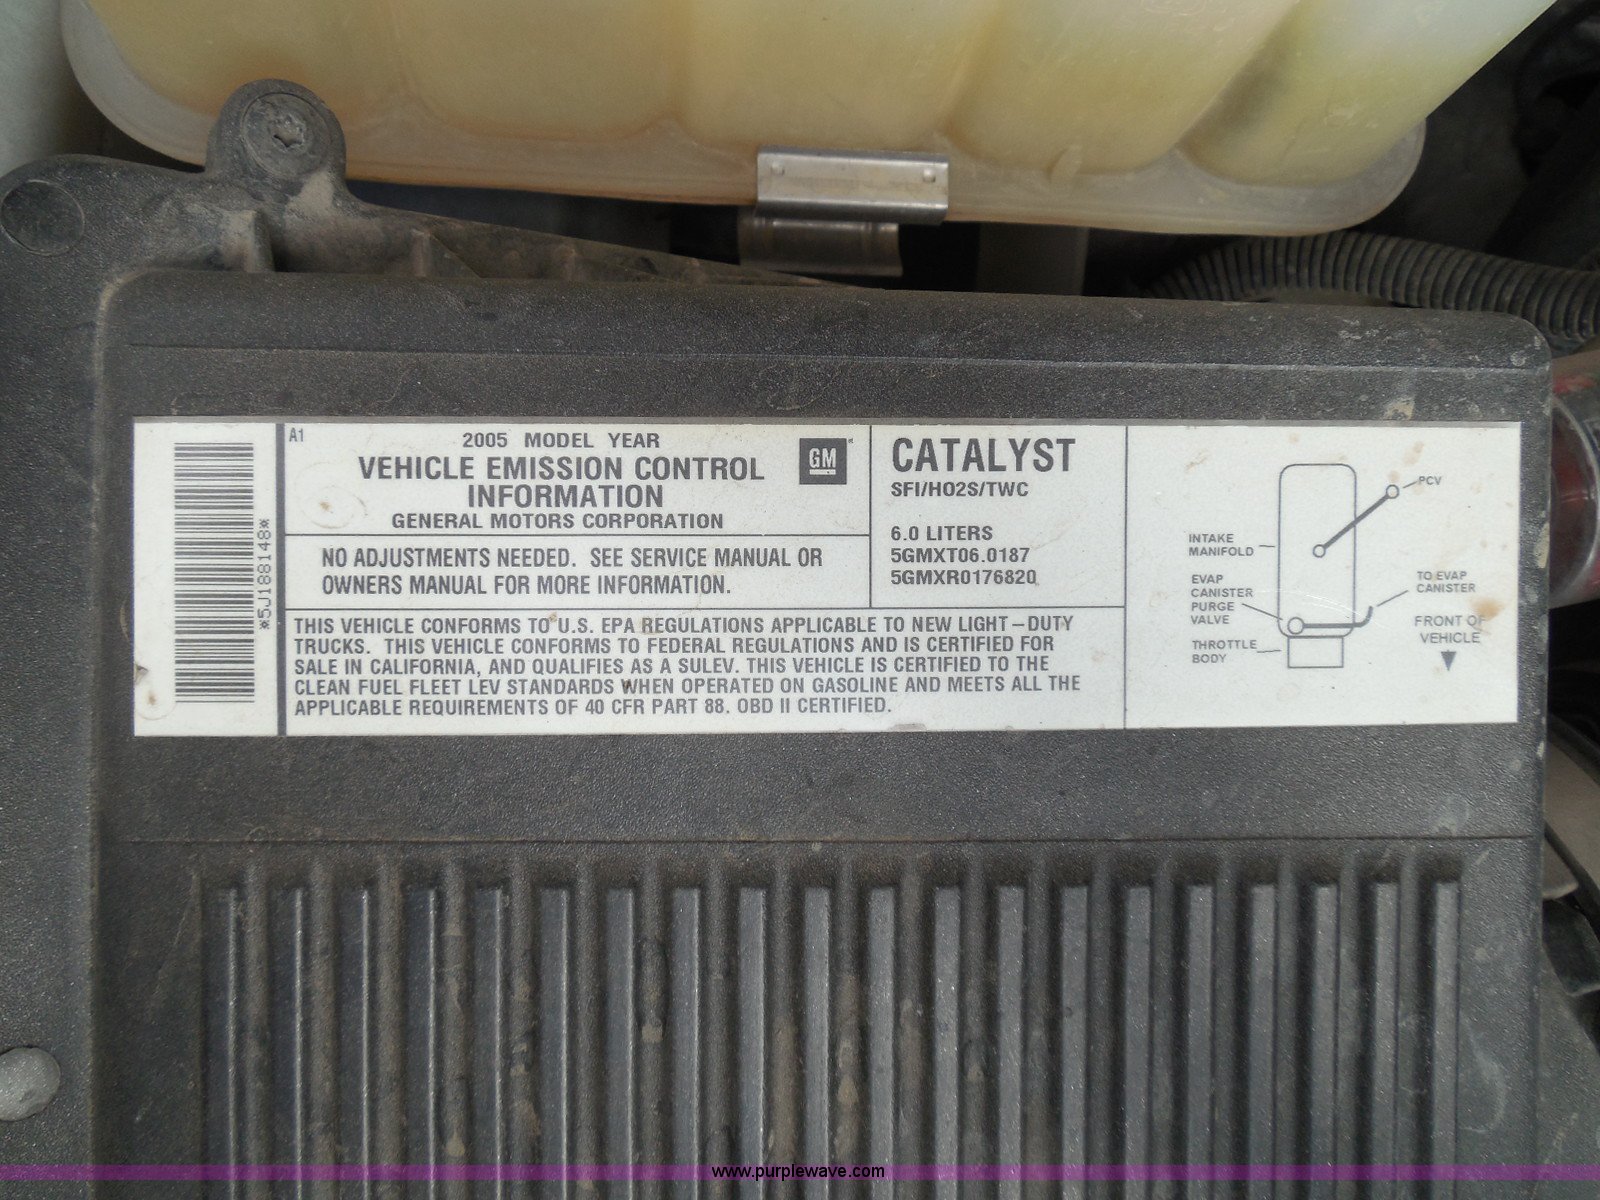 A1
2005 MODEL YEAR
VEHICLE EMISSION CONTROL
INFORMATION
GENERAL MOTORS CORPORATION
GM
NO ADJUSTMENTS NEEDED. SEE SERVICE MANUAL OR
OWNERS MANUAL FOR MORE INFORMATION.
CATALYST
SFI/HO2S/TWC
6.0 LITERS
5GMXT06.0187
5GMXR0176820
THIS VEHICLE CONFORMS TO U.S. EPA REGULATIONS APPLICABLE TO NEW LIGHT-DUTY
TRUCKS. THIS VEHICLE CONFORMS TO FEDERAL REGULATIONS AND IS CERTIFIED FOR
SALE IN CALIFORNIA, AND QUALIFIES AS A SULEV. THIS VEHICLE IS CERTIFIED TO THE
CLEAN FUEL FLEET LEV STANDARDS WHEN OPERATED ON GASOLINE AND MEETS ALL THE
APPLICABLE REQUIREMENTS OF 40 CFR PART 88. OBD II CERTIFIED.
*5J188148*
PCV
INTAKE
MANIFOLD
EVAP
CANISTER
PURGE
VALVE
THROTTLE
BODY
TO EVAP
CANISTER
FRONT OF
VEHICLE
www.purplewave.com